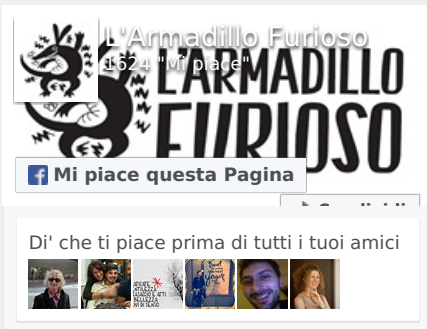 L'Armadillo Furioso
1624 "Mi piace"
L'ARMADILLO
FURIOSO
Mi piace questa Pagina
Di' che ti piace prima di tutti i tuoi amici